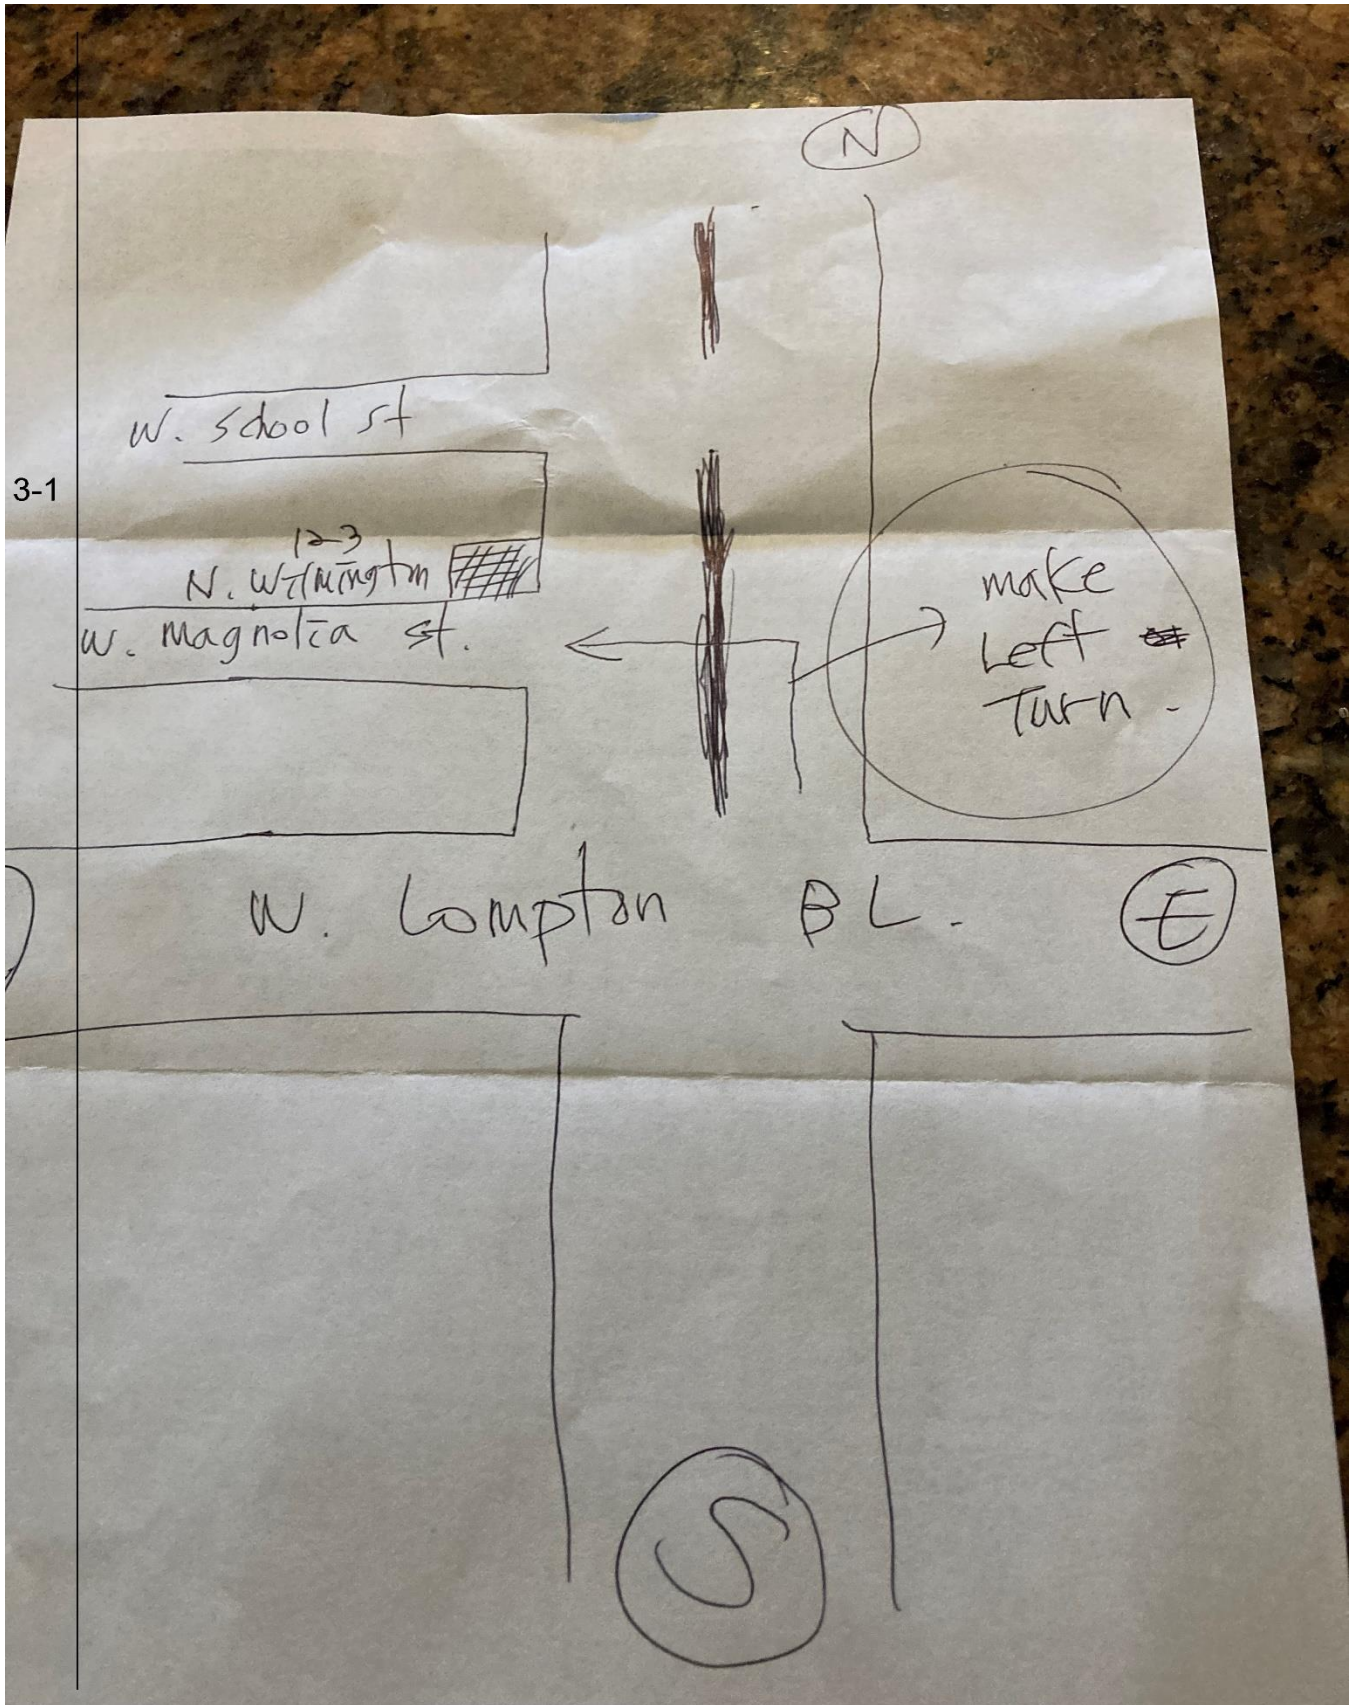 N
W. School st
3-1
123
N. Wilmington
W. Magnolia st.
make
Left
Turn.
W. Compton BL.
E
S